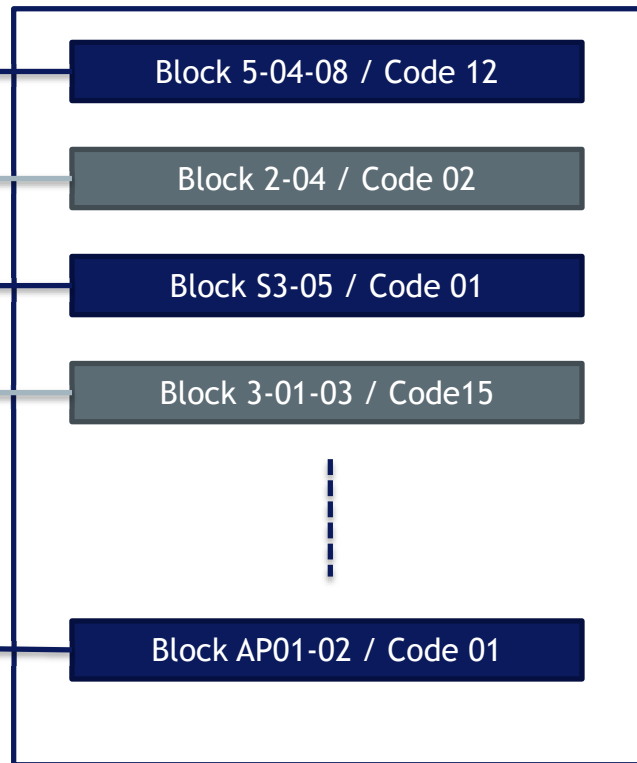 Block 5-04-08 / Code 12
Block 2-04 / Code 02
Block S3-05 / Code 01
Block 3-01-03 / Code15
Block AP01-02 / Code 01